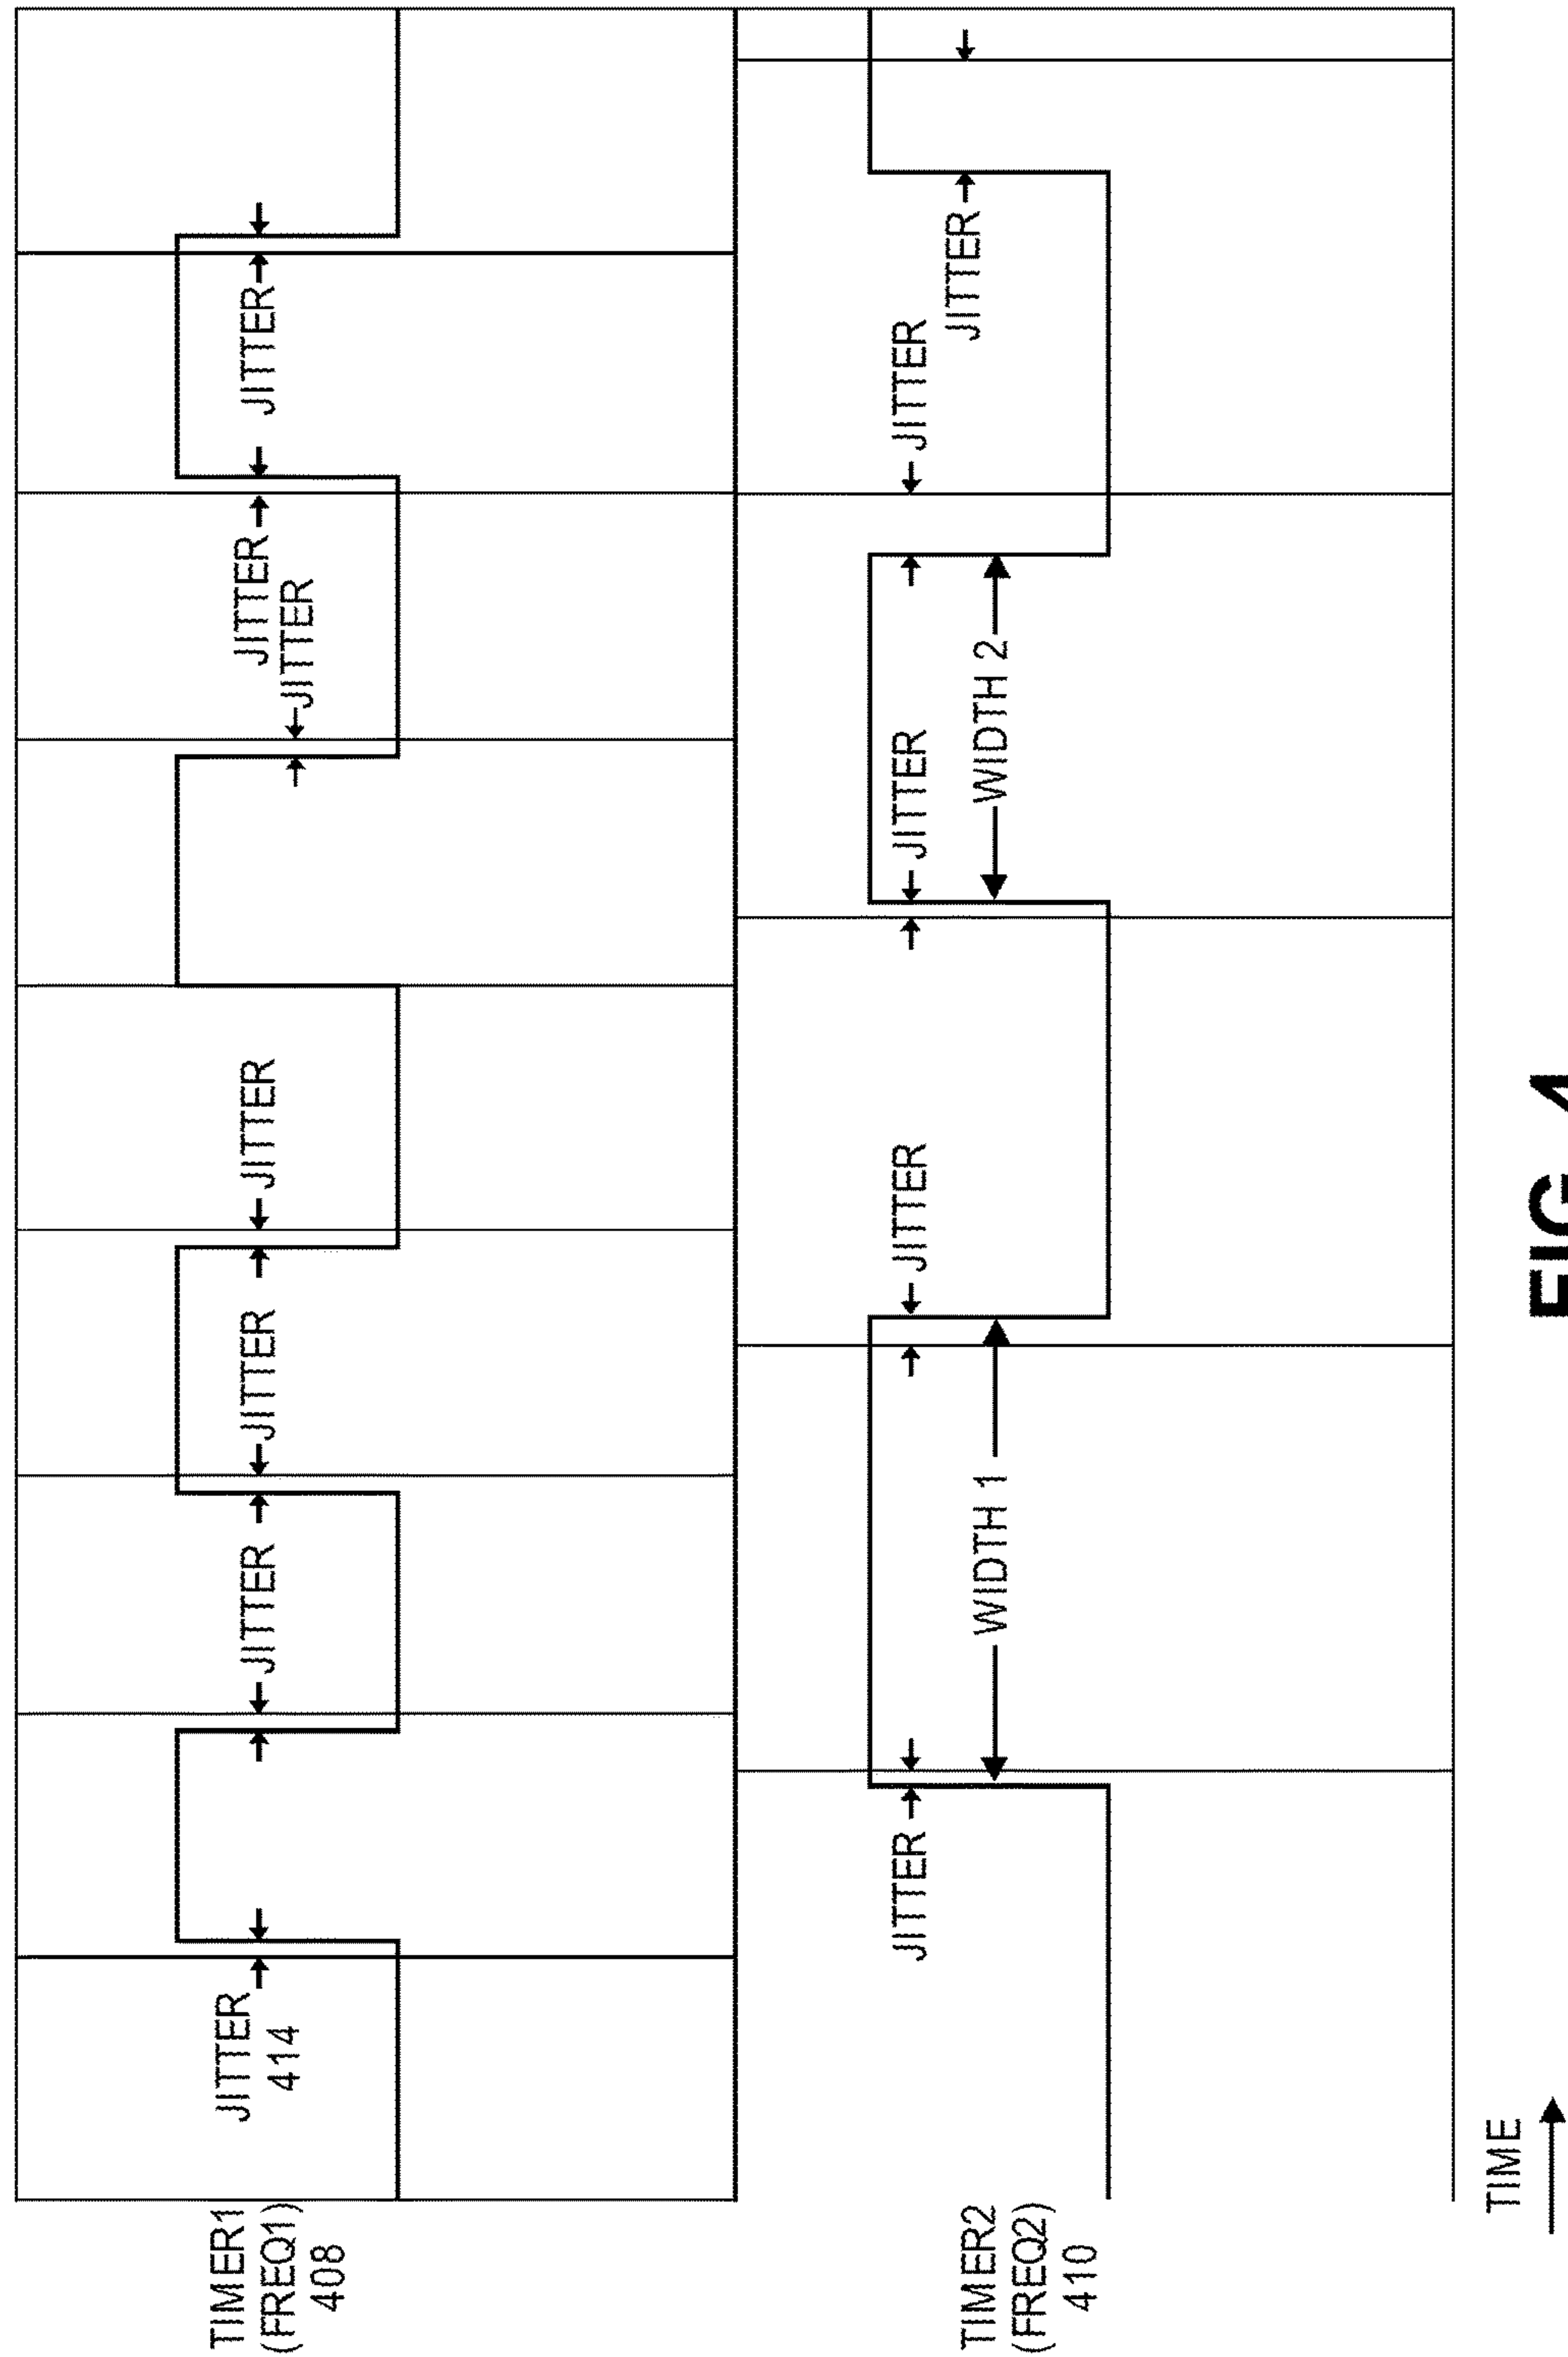 TIMER1
(FREQ1)
408
JITTER
414
JITTER
JITTER
JITTER
JITTER
JITTER
JITTER
TIMER2
(FREQ2)
410
JITTER
WIDTH 1
JITTER
JITTER
WIDTH 2
JITTER
JITTER
TIME
FIG. 4